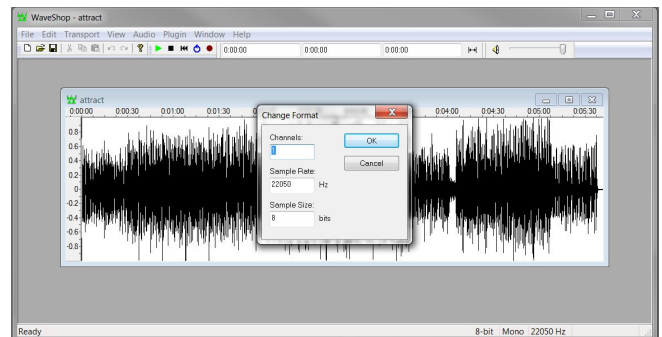 WaveShop - attract
File Edit Transport View Audio Plugin Window Help
0:00:00 0:00:00 0:00:00
attract
0:00:00 0:00:30 0:01:00 0:01:30 0:04:00 0:04:30 0:05:00 0:05:30
Change Format
0.8
0.6
0.4
0.2
0
-0.2
-0.4
-0.6
-0.8
Channels:
1
OK
Cancel
Sample Rate:
22050 Hz
Sample Size:
8 bits
Ready 8-bit Mono 22050 Hz